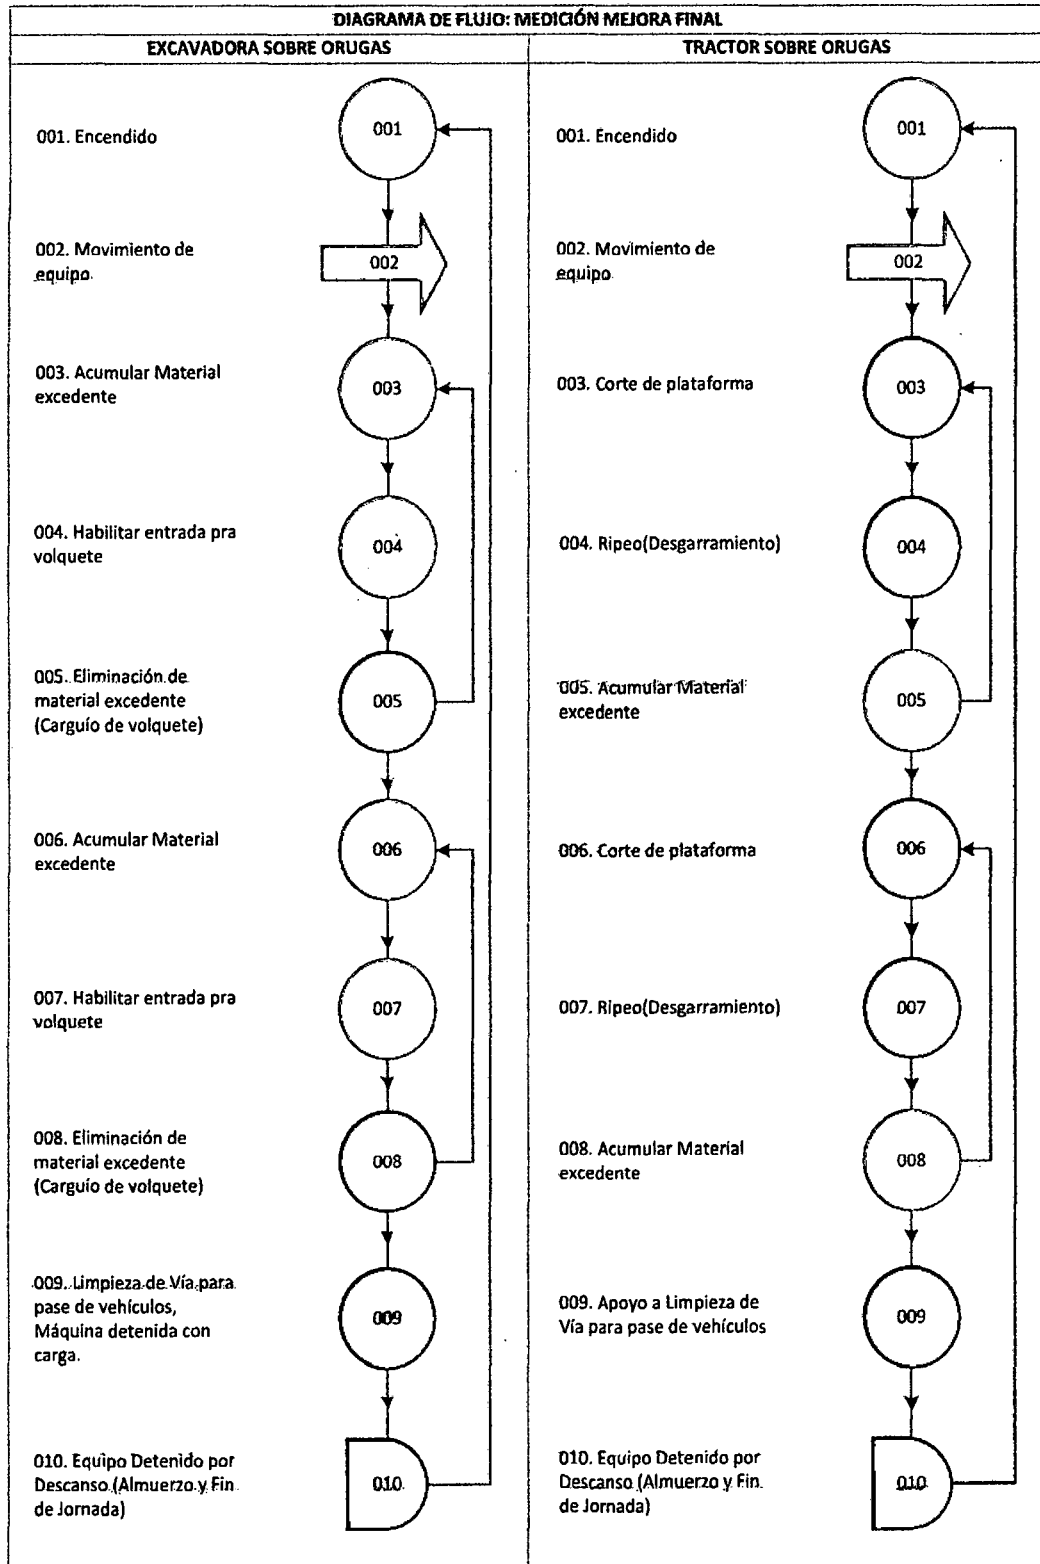 DIAGRAMA DE FLUJO: MEDICIÓN MEJORA FINAL
EXCAVADORA SOBRE ORUGAS
001. Encendido
001
002. Movimiento de
equipo.
002
003. Acumular Material
excedente
003
004. Habilitar entrada pra
volquete
004
005. Eliminación de
material excedente
(Carguío de volquete)
005
006. Acumular Material
excedente
006
007. Habilitar entrada pra
volquete
007
008. Eliminación de
material excedente
(Carguío de volquete)
008
009. Limpieza de Vía para
pase de vehículos,
Máquina detenida con
carga.
009
010. Equipo Detenido por
Descanso (Almuerzo y Fin
de Jornada)
010
TRACTOR SOBRE ORUGAS
001. Encendido
001
002. Movimiento de
equipo
002
003. Corte de plataforma
003
004. Ripeo(Desgarramiento)
004
005. Acumular Material
excedente
005
006. Corte de plataforma
006
007. Ripeo(Desgarramiento)
007
008. Acumular Material
excedente
008
009. Apoyo a Limpieza de
Vía para pase de vehículos
009
010. Equipo Detenido por
Descanso (Almuerzo y Fin
de Jornada)
010